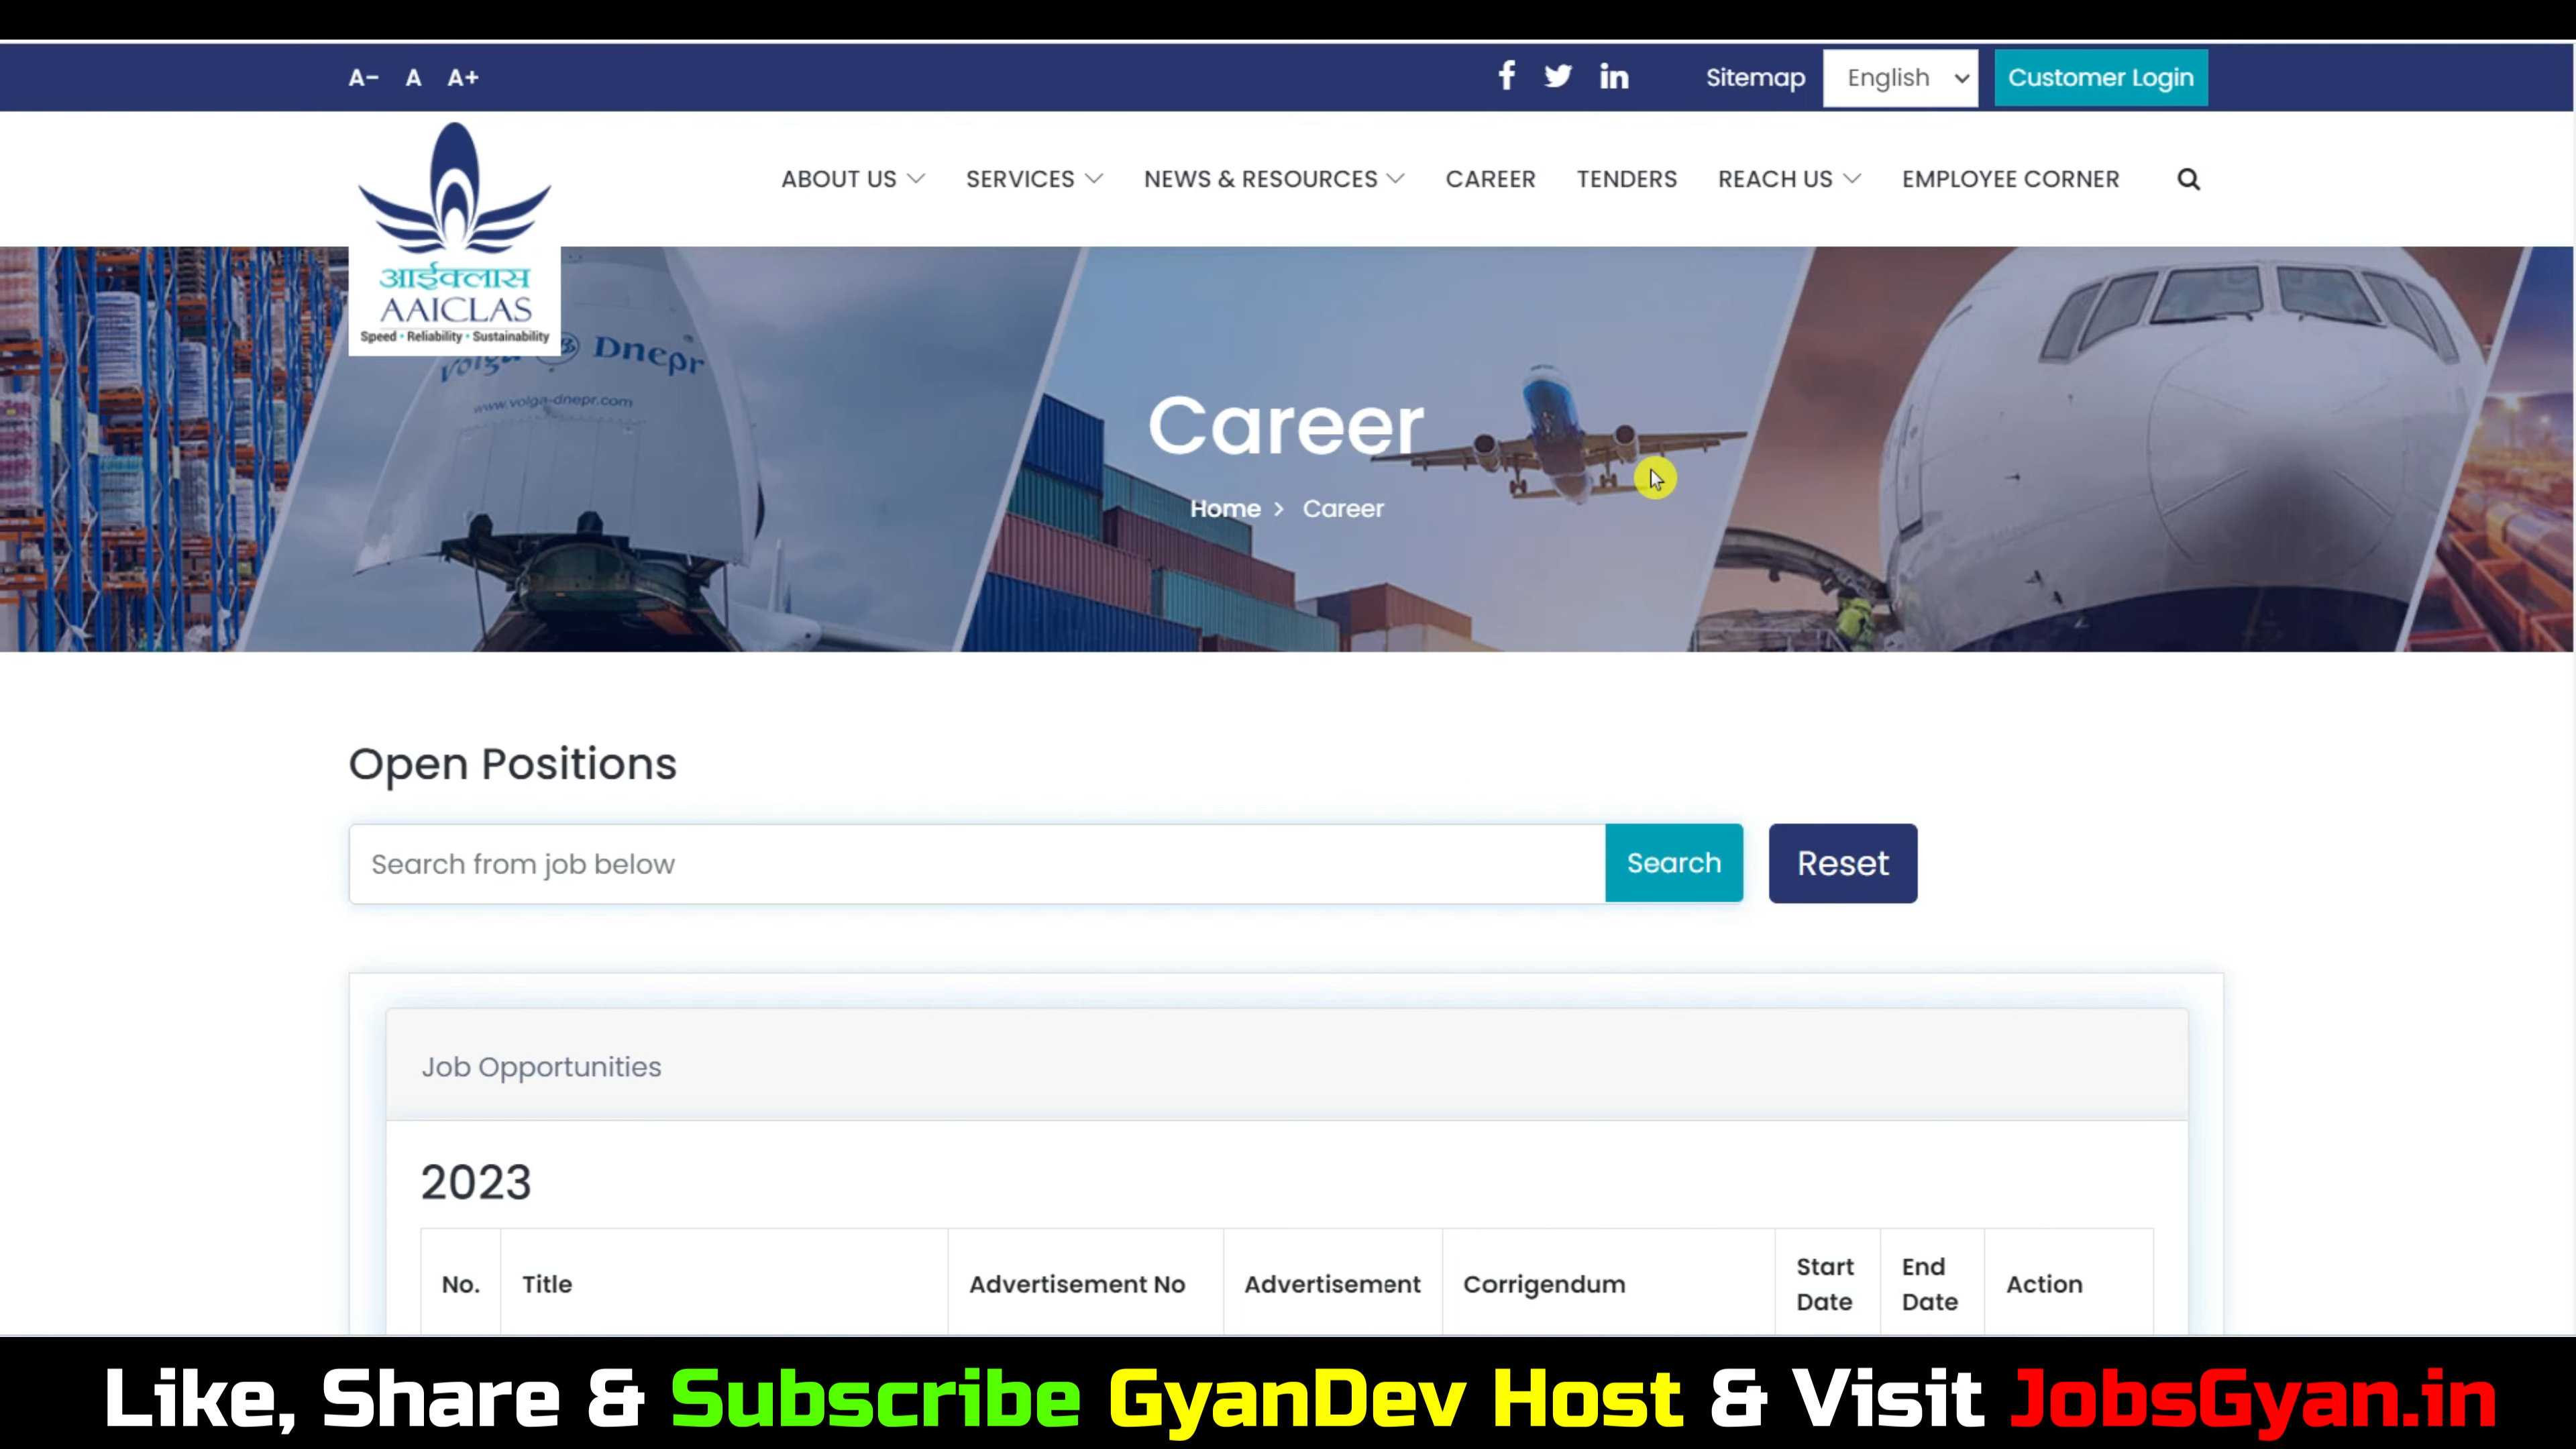 A- A A+
Sitemap English Customer Login
ABOUT US SERVICES NEWS & RESOURCES CAREER TENDERS REACH US EMPLOYEE CORNER
आईक्लास
AAICLAS
Speed • Reliability • Sustainability
Volga Dnepr
www.volga-dnepr.com
Career
Home > Career
Open Positions
Search from job below Search Reset
Job Opportunities
2023
No. Title Advertisement No Advertisement Corrigendum Start Date End Date Action
Like, Share & Subscribe GyanDev Host & Visit JobsGyan.in